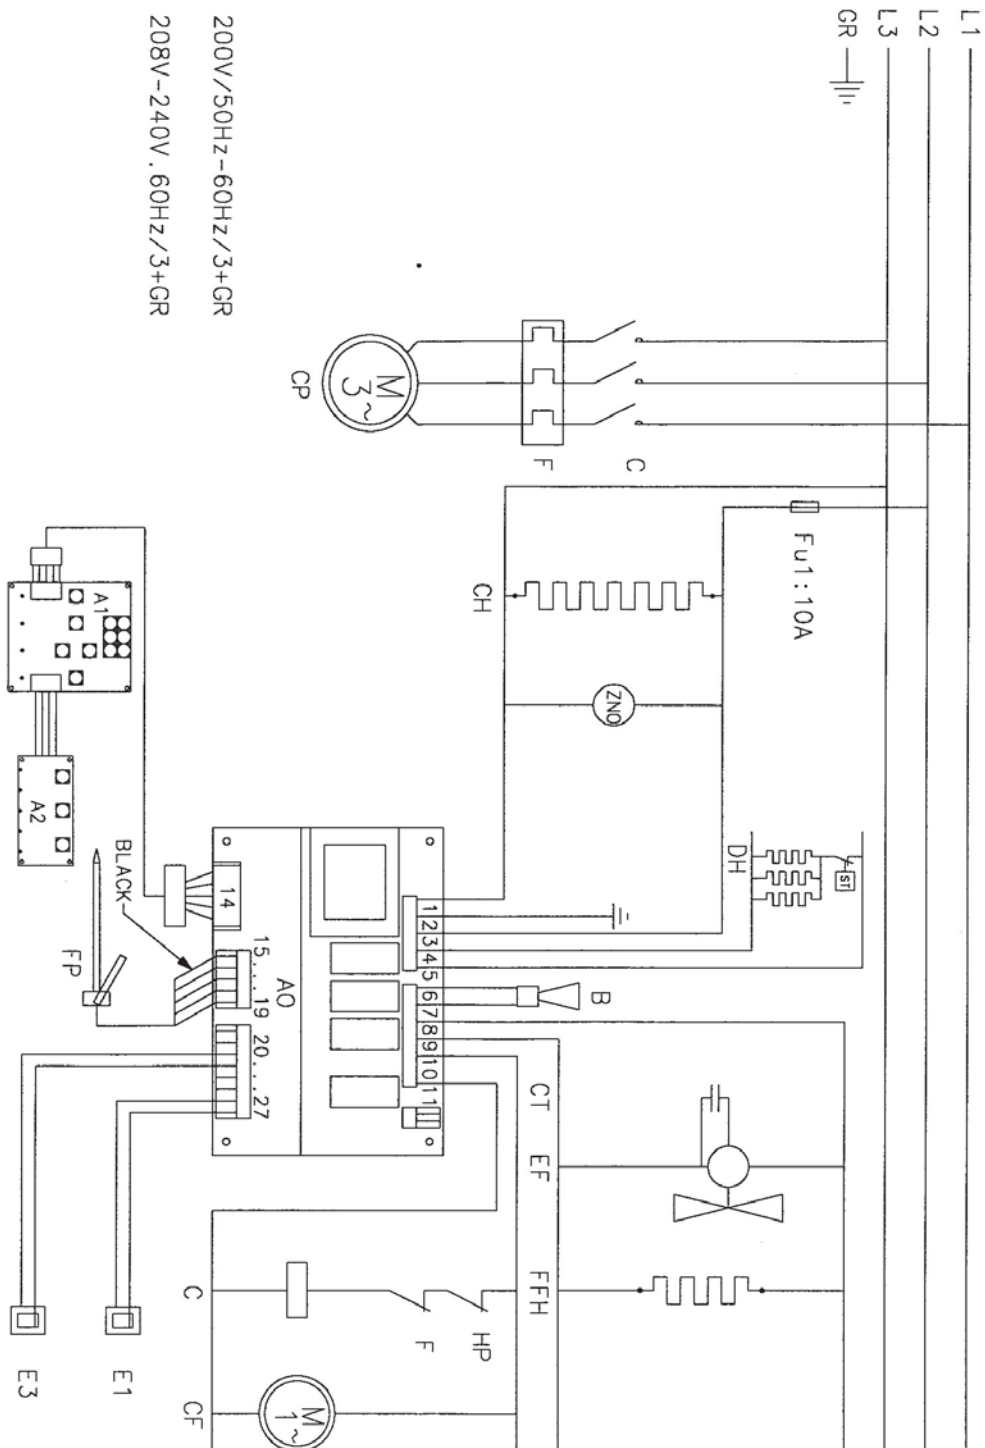 L1
L2
L3
GR
200V/50Hz-60Hz/3+GR
208V-240V.60Hz/3+GR
M
3~
CP
F
C
Fu1:10A
CH
ZNO
DH
ST
A1
A2
BLACK
FP
14
15....19
20....27
A0
1
2
3
4
5
6
7
8
9
10
11
B
CT
EF
FFH
C
F
HP
M
1~
CF
E1
E3